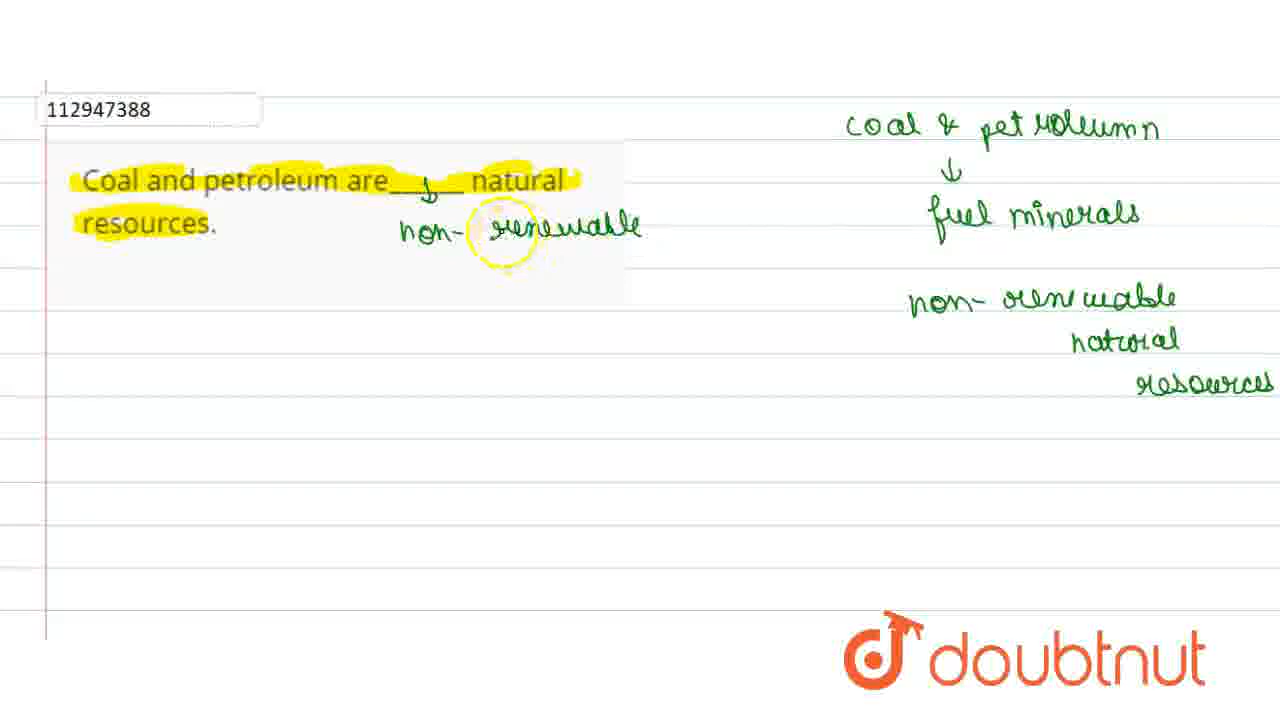 112947388
Coal and petroleum are______ natural
resources.
non- renewable
coal & petroleumn
fuel minerals
non- renewable
natural
resources
doubtnut